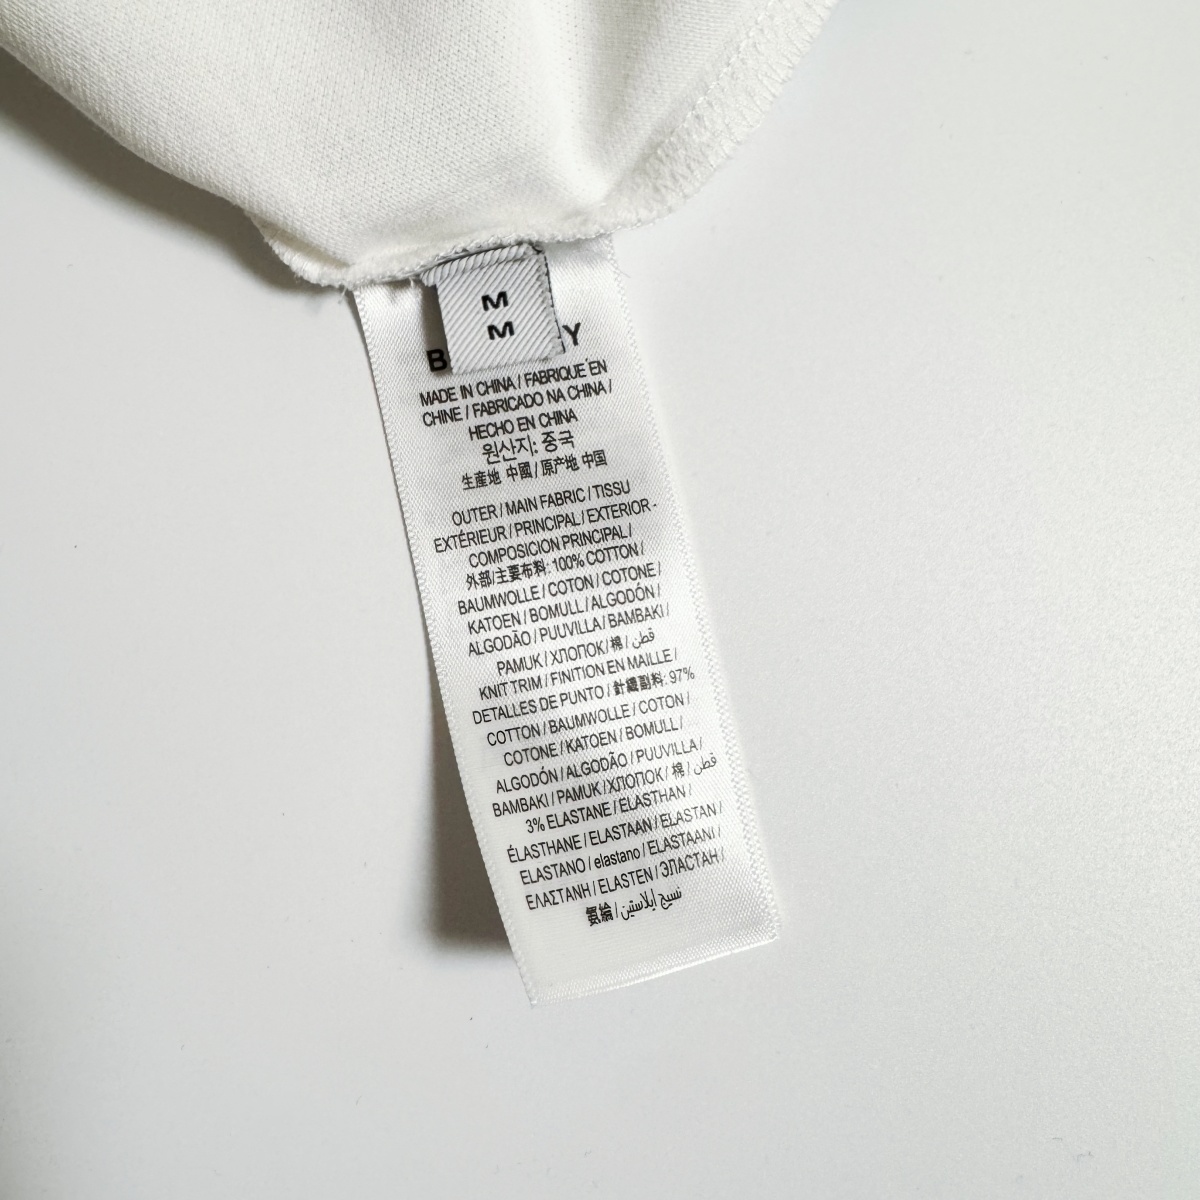 M
M
B Y
MADE IN CHINA / FABRIQUÉ EN
CHINE / FABRICADO NA CHINA /
HECHO EN CHINA
원산지: 중국
生産地 中國 / 原产地 中国
OUTER / MAIN FABRIC / TISSU
EXTÉRIEUR / PRINCIPAL / EXTERIOR -
COMPOSICION PRINCIPAL /
外部/主要布料: 100% COTTON /
BAUMWOLLE / COTON / COTONE /
KATOEN / BOMULL / ALGODÓN /
ALGODÃO / PUUVILLA / BAMBAKI /
PAMUK / ХЛОПОК / 棉 / قطن
KNIT TRIM / FINITION EN MAILLE /
DETALLES DE PUNTO / 針織副料: 97%
COTTON / BAUMWOLLE / COTON /
COTONE / KATOEN / BOMULL /
ALGODÓN / ALGODÃO / PUUVILLA /
BAMBAKI / PAMUK / ХЛОПОК / 棉 / قطن
3% ELASTANE / ELASTHAN /
ÉLASTHANE / ELASTAAN / ELASTAN /
ELASTANO / elastano / ELASTAANI /
ΕΛΑΣΤΑΝΗ / ELASTEN / ЭЛАСТАН /
氨綸 / نسيج إيلاستين